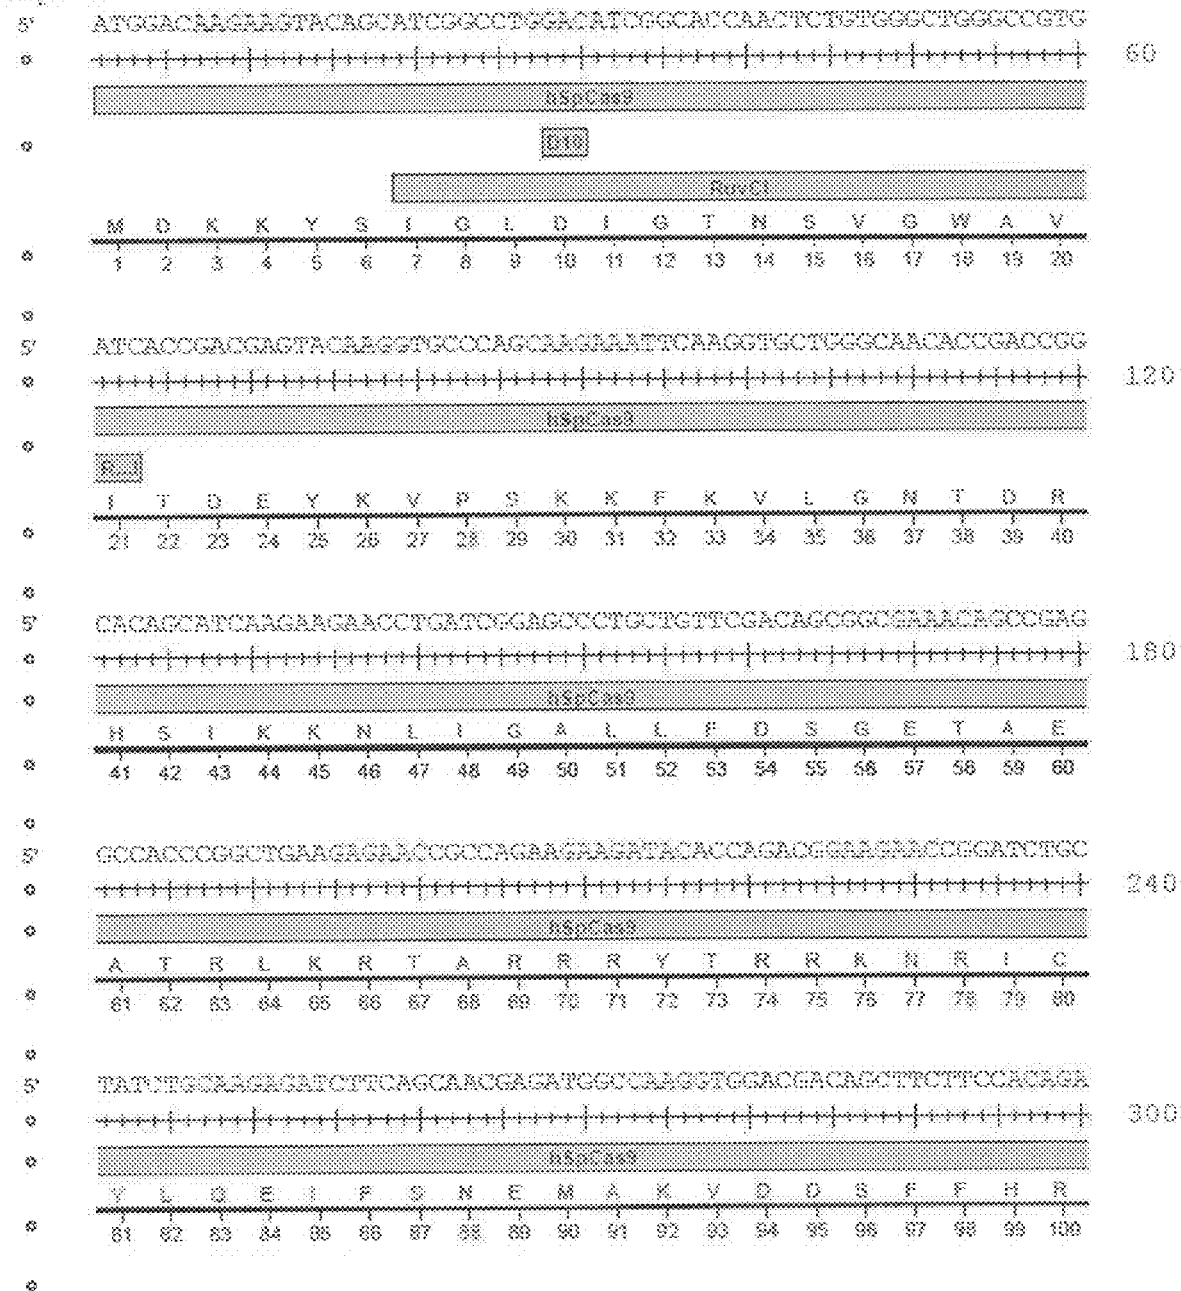 5' ATGGACAAGAAGTACAGCATCGGCCTGGACATCGGCACCAACTCTGTGGGCTGGGCCGTG
60
hSpCas9
D10
RuvCI
M D K K Y S I G L D I G T N S V G W A V
1 2 3 4 5 6 7 8 9 10 11 12 13 14 15 16 17 18 19 20
5' ATCACCGACGAGTACAAGGTGCCCAGCAAGAAATTCAAGGTGCTGGGCAACACCGACCGG
120
hSpCas9
R...I
I T D E Y K V P S K K F K V L G N T D R
21 22 23 24 25 26 27 28 29 30 31 32 33 34 35 36 37 38 39 40
5' CACAGCATCAAGAAGAACCTGATCGGAGCCCTGCTGTTCGACAGCGGCGAAACAGCCGAG
180
hSpCas9
H S I K K N L I G A L L F D S G E T A E
41 42 43 44 45 46 47 48 49 50 51 52 53 54 55 56 57 58 59 60
5' GCCACCCGGCTGAAGAGAACCGCCAGAAGAAGATACACCAGACGGAAGAACCGGATCTGC
240
hSpCas9
A T R L K R T A R R R Y T R R K N R I C
61 62 63 64 65 66 67 68 69 70 71 72 73 74 75 76 77 78 79 80
5' TATCTGCAAGAGATCTTCAGCAACGAGATGGCCAAGGTGGACGACAGCTTCTTCCACAGA
300
hSpCas9
Y L Q E I F S N E M A K V D D S F F H R
81 82 83 84 85 86 87 88 89 90 91 92 93 94 95 96 97 98 99 100